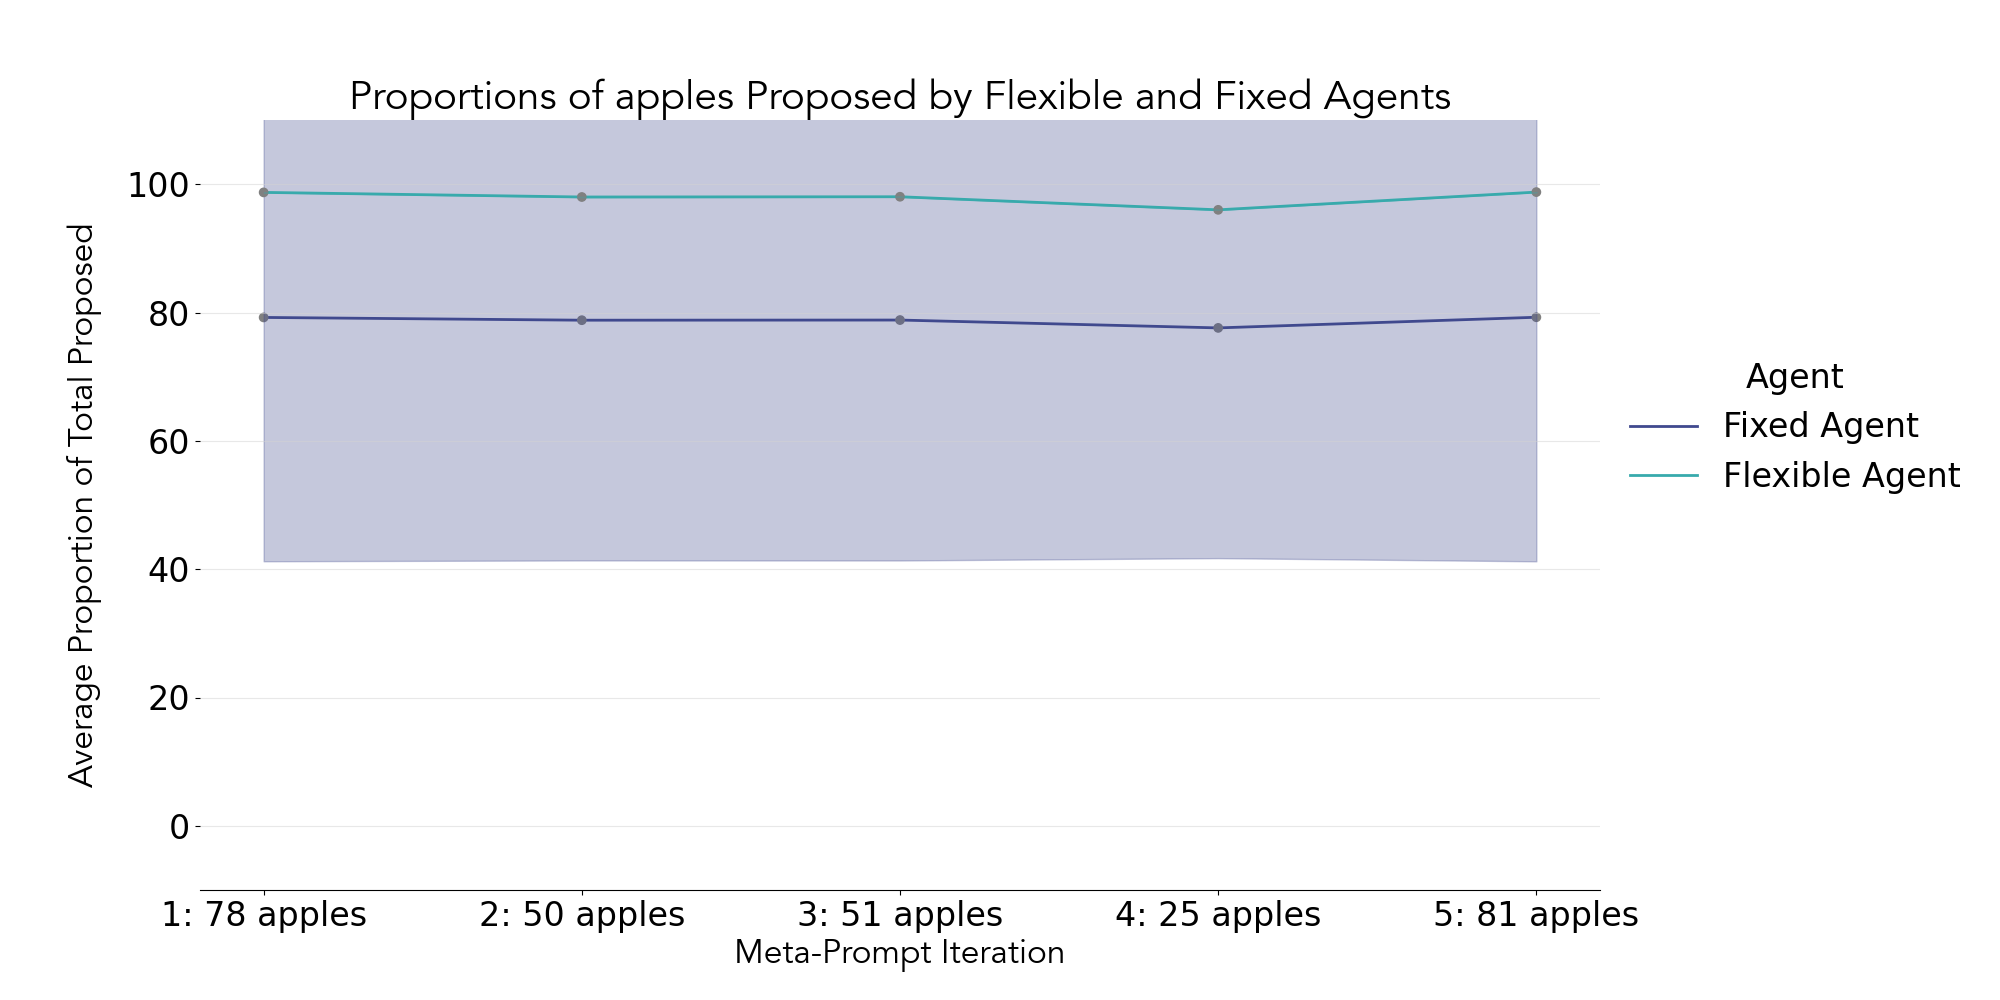 Proportions of apples Proposed by Flexible and Fixed Agents
Average Proportion of Total Proposed
100
80
60
40
20
0
1: 78 apples
2: 50 apples
3: 51 apples
4: 25 apples
5: 81 apples
Meta-Prompt Iteration
Agent
Fixed Agent
Flexible Agent